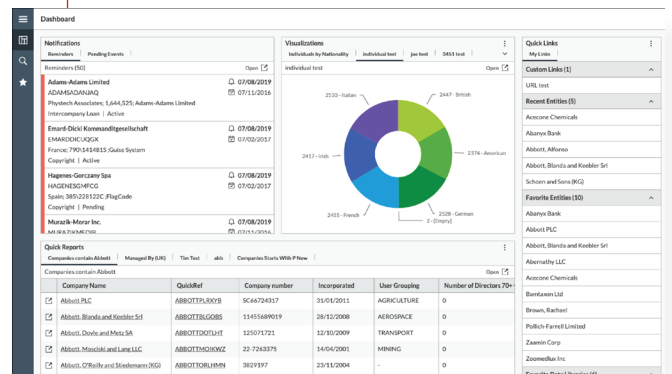 Dashboard
Notifications
Reminders
Pending Events
Reminders (50)
Open
Adams-Adams Limited
07/08/2019
ADAMSADANJAQ
07/11/2016
Phystech Associates; 1,644,525; Adams-Adams Limited
Intercompany Loan | Active
Emard-Dicki Kommanditgesellschaft
07/08/2019
EMARDDICUQGX
07/02/2017
France; 790\141481S ;Guise System
Copyright | Active
Hagenes-Gorczany Spa
07/08/2019
HAGENESGMFCG
07/02/2017
Spain; 385\228122C ;FlagCode
Copyright | Pending
Murazik-Morar Inc.
07/08/2019
07/11/2016
Visualizations
Individuals by Nationality
individual test
joe test
3451 test
individual test
Open
2533 - Italian
2447 - British
2457 - Irish
2376 - American
2455 - French
2528 - German
2 - [Empty]
Quick Links
My Links
Custom Links (1)
URL test
Recent Entities (5)
Acecone Chemicals
Abanyx Bank
Abbott, Alfonso
Abbott, Blanda and Keebler Srl
Schoen and Sons (KG)
Favorite Entities (10)
Abanyx Bank
Abbott PLC
Abbott, Blanda and Keebler Srl
Abernathy LLC
Acecone Chemicals
Bamtaxon Ltd
Brown, Rachael
Pollich-Farrell Limited
Zaamin Corp
Zoomedlux Inc
Quick Reports
Companies contain Abbott
Managed By (UK)
Tim Test
abb
Companies Starts With P New
Companies contain Abbott
Open
Company Name
QuickRef
Company number
Incorporated
User Grouping
Number of Directors 70+
Abbott PLC
ABBOTTPLRXYB
SC66724317
31/01/2011
AGRICULTURE
0
Abbott, Blanda and Keebler Srl
ABBOTTBLGOBS
11455689019
28/12/2008
AEROSPACE
0
Abbott, Doyle and Metz SA
ABBOTTDOTLHT
125071721
12/10/2009
TRANSPORT
0
Abbott, Mosciski and Lang LLC
ABBOTTMOIKWZ
22-7263375
14/04/2001
MINING
0
Abbott, O'Reilly and Stiedemann (KG)
ABBOTTORLHMN
3829197
23/11/2004
-
0